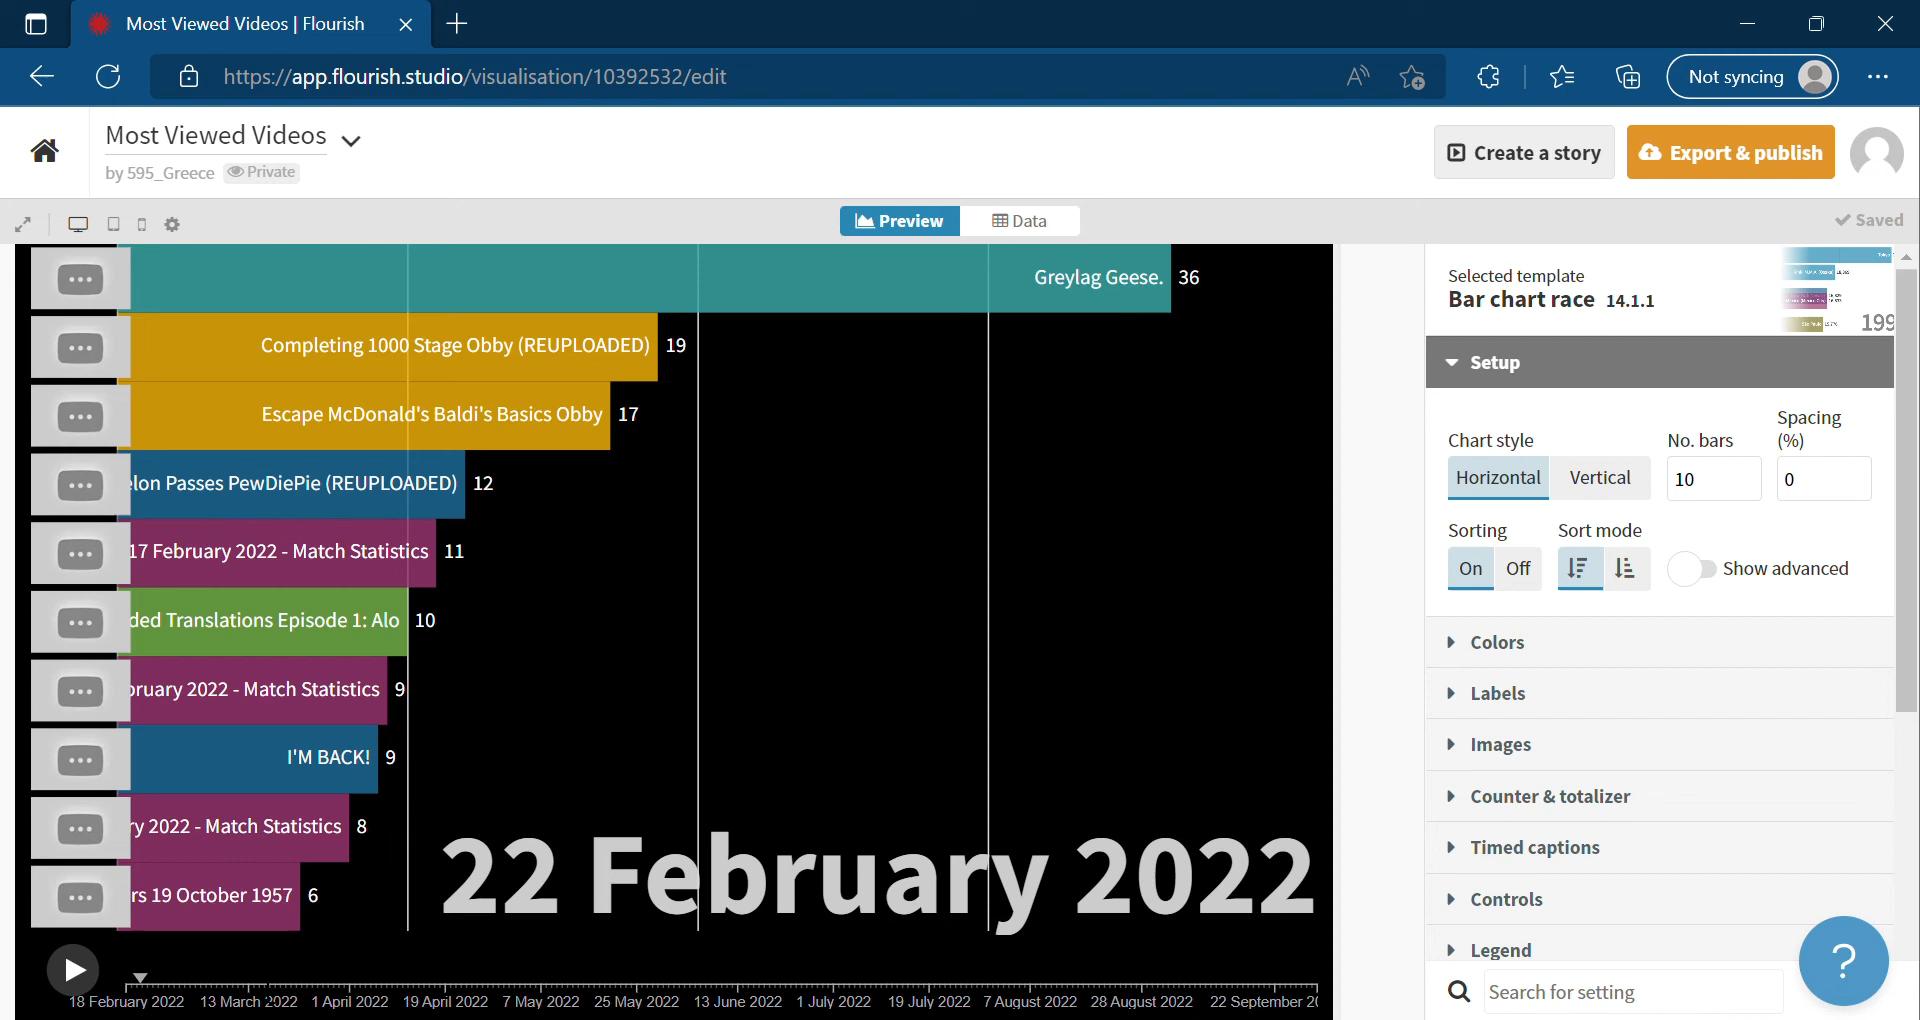 Most Viewed Videos | Flourish
https://app.flourish.studio/visualisation/10392532/edit
Not syncing
Most Viewed Videos
by 595_Greece
Private
Create a story
Export & publish
Preview
Data
Saved
Greylag Geese. 36
Completing 1000 Stage Obby (REUPLOADED) 19
Escape McDonald's Baldi's Basics Obby 17
elon Passes PewDiePie (REUPLOADED) 12
17 February 2022 - Match Statistics 11
ded Translations Episode 1: Alo 10
bruary 2022 - Match Statistics 9
I'M BACK! 9
ry 2022 - Match Statistics 8
rs 19 October 1957 6
22 February 2022
18 February 2022 13 March 2022 1 April 2022 19 April 2022 7 May 2022 25 May 2022 13 June 2022 1 July 2022 19 July 2022 7 August 2022 28 August 2022 22 September 20
Selected template
Bar chart race 14.1.1
199
Setup
Chart style
No. bars
Spacing
(%)
Horizontal
Vertical
10
0
Sorting
Sort mode
On
Off
Show advanced
Colors
Labels
Images
Counter & totalizer
Timed captions
Controls
Legend
Search for setting
?